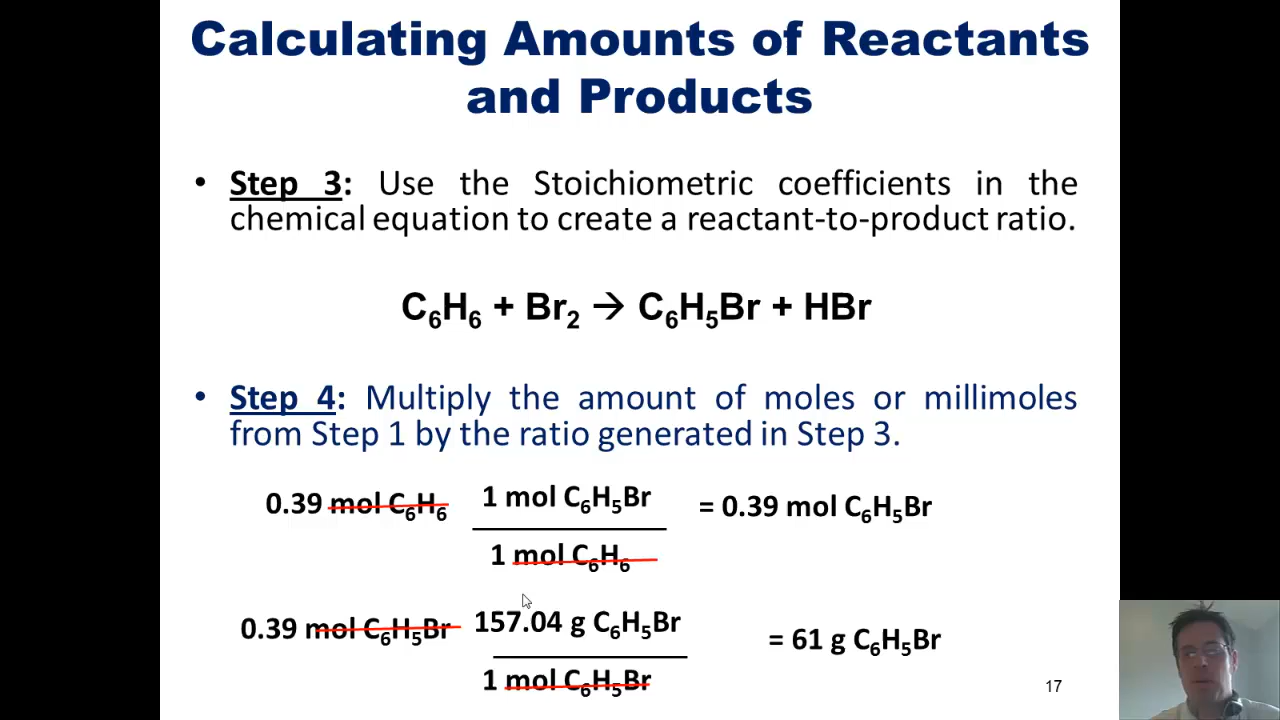 Calculating Amounts of Reactants
and Products
• Step 3: Use the Stoichiometric coefficients in the
chemical equation to create a reactant-to-product ratio.
C₆H₆ + Br₂ → C₆H₅Br + HBr
• Step 4: Multiply the amount of moles or millimoles
from Step 1 by the ratio generated in Step 3.
0.39 mol C₆H₆
1 mol C₆H₅Br
1 mol C₆H₆
= 0.39 mol C₆H₅Br
0.39 mol C₆H₅Br
157.04 g C₆H₅Br
1 mol C₆H₅Br
= 61 g C₆H₅Br
17